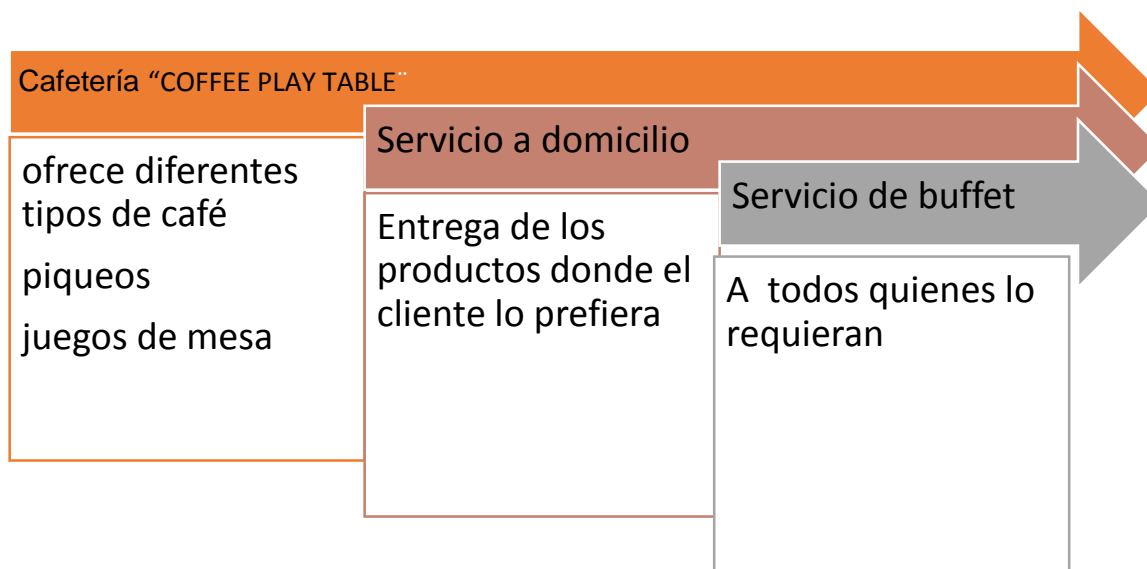 Cafetería “COFFEE PLAY TABLE¨
ofrece diferentes
tipos de café
piqueos
juegos de mesa
Servicio a domicilio
Entrega de los
productos donde el
cliente lo prefiera
Servicio de buffet
A  todos quienes lo
requieran